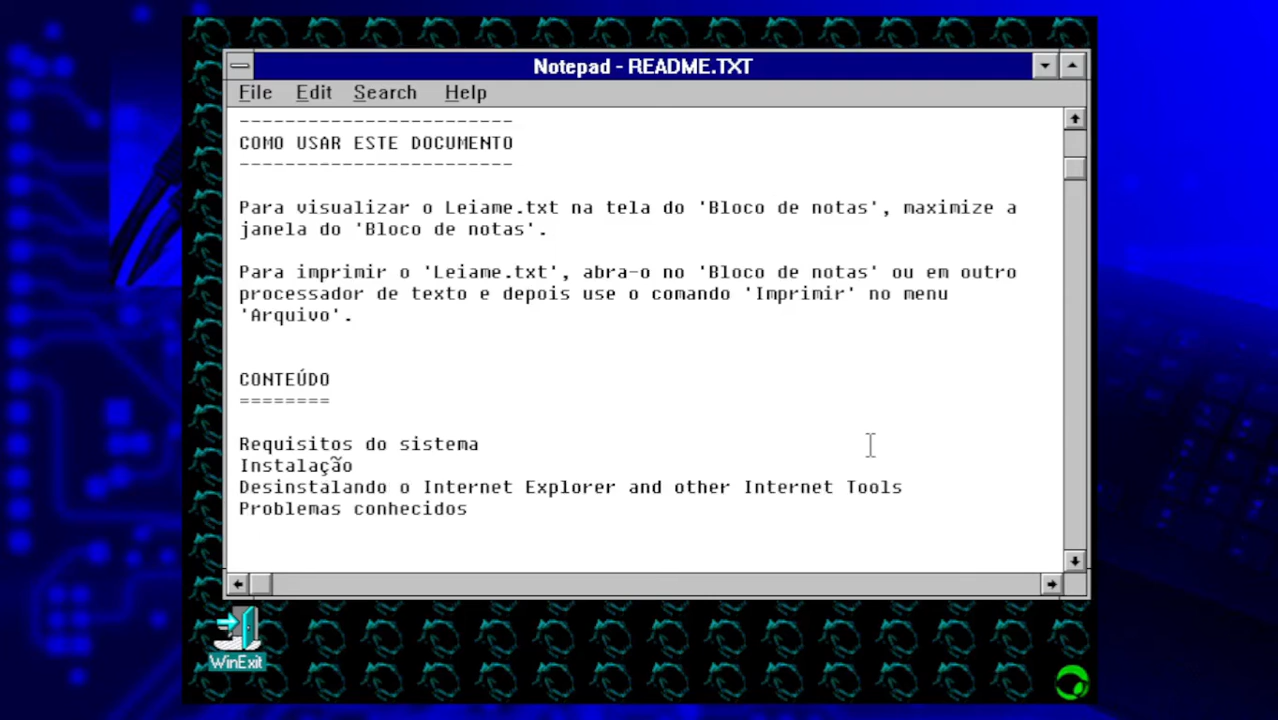 Notepad - README.TXT
File Edit Search Help
------------------------
COMO USAR ESTE DOCUMENTO
------------------------
Para visualizar o Leiame.txt na tela do 'Bloco de notas', maximize a
janela do 'Bloco de notas'.
Para imprimir o 'Leiame.txt', abra-o no 'Bloco de notas' ou em outro
processador de texto e depois use o comando 'Imprimir' no menu
'Arquivo'.
CONTEÚDO
========
Requisitos do sistema
Instalação
Desinstalando o Internet Explorer and other Internet Tools
Problemas conhecidos
WinExit